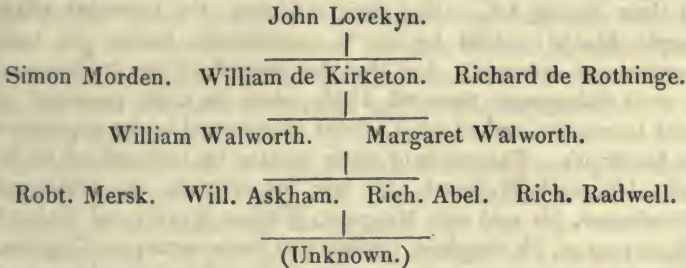 John Lovekyn.
Simon Morden. William de Kirketon. Richard de Rothinge.
William Walworth. Margaret Walworth.
Robt. Mersk. Will. Askham. Rich. Abel. Rich. Radwell.
(Unknown.)